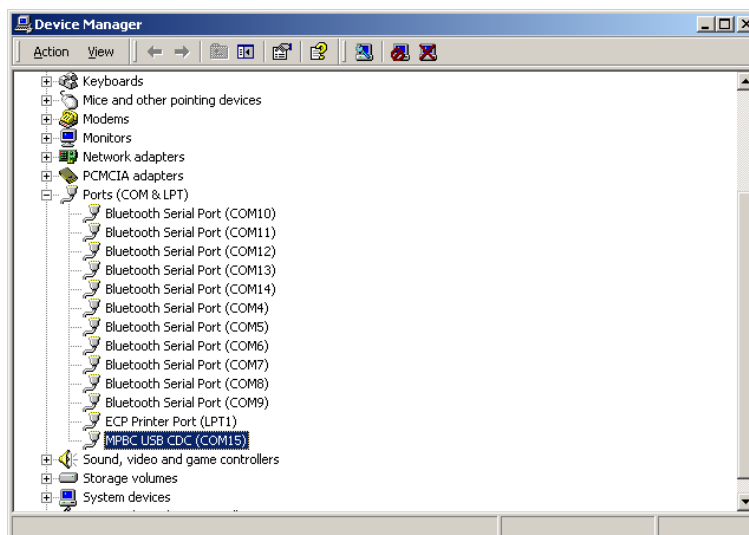 Device Manager
Action View
Keyboards
Mice and other pointing devices
Modems
Monitors
Network adapters
PCMCIA adapters
Ports (COM & LPT)
Bluetooth Serial Port (COM10)
Bluetooth Serial Port (COM11)
Bluetooth Serial Port (COM12)
Bluetooth Serial Port (COM13)
Bluetooth Serial Port (COM14)
Bluetooth Serial Port (COM4)
Bluetooth Serial Port (COM5)
Bluetooth Serial Port (COM6)
Bluetooth Serial Port (COM7)
Bluetooth Serial Port (COM8)
Bluetooth Serial Port (COM9)
ECP Printer Port (LPT1)
MPBC USB CDC (COM15)
Sound, video and game controllers
Storage volumes
System devices